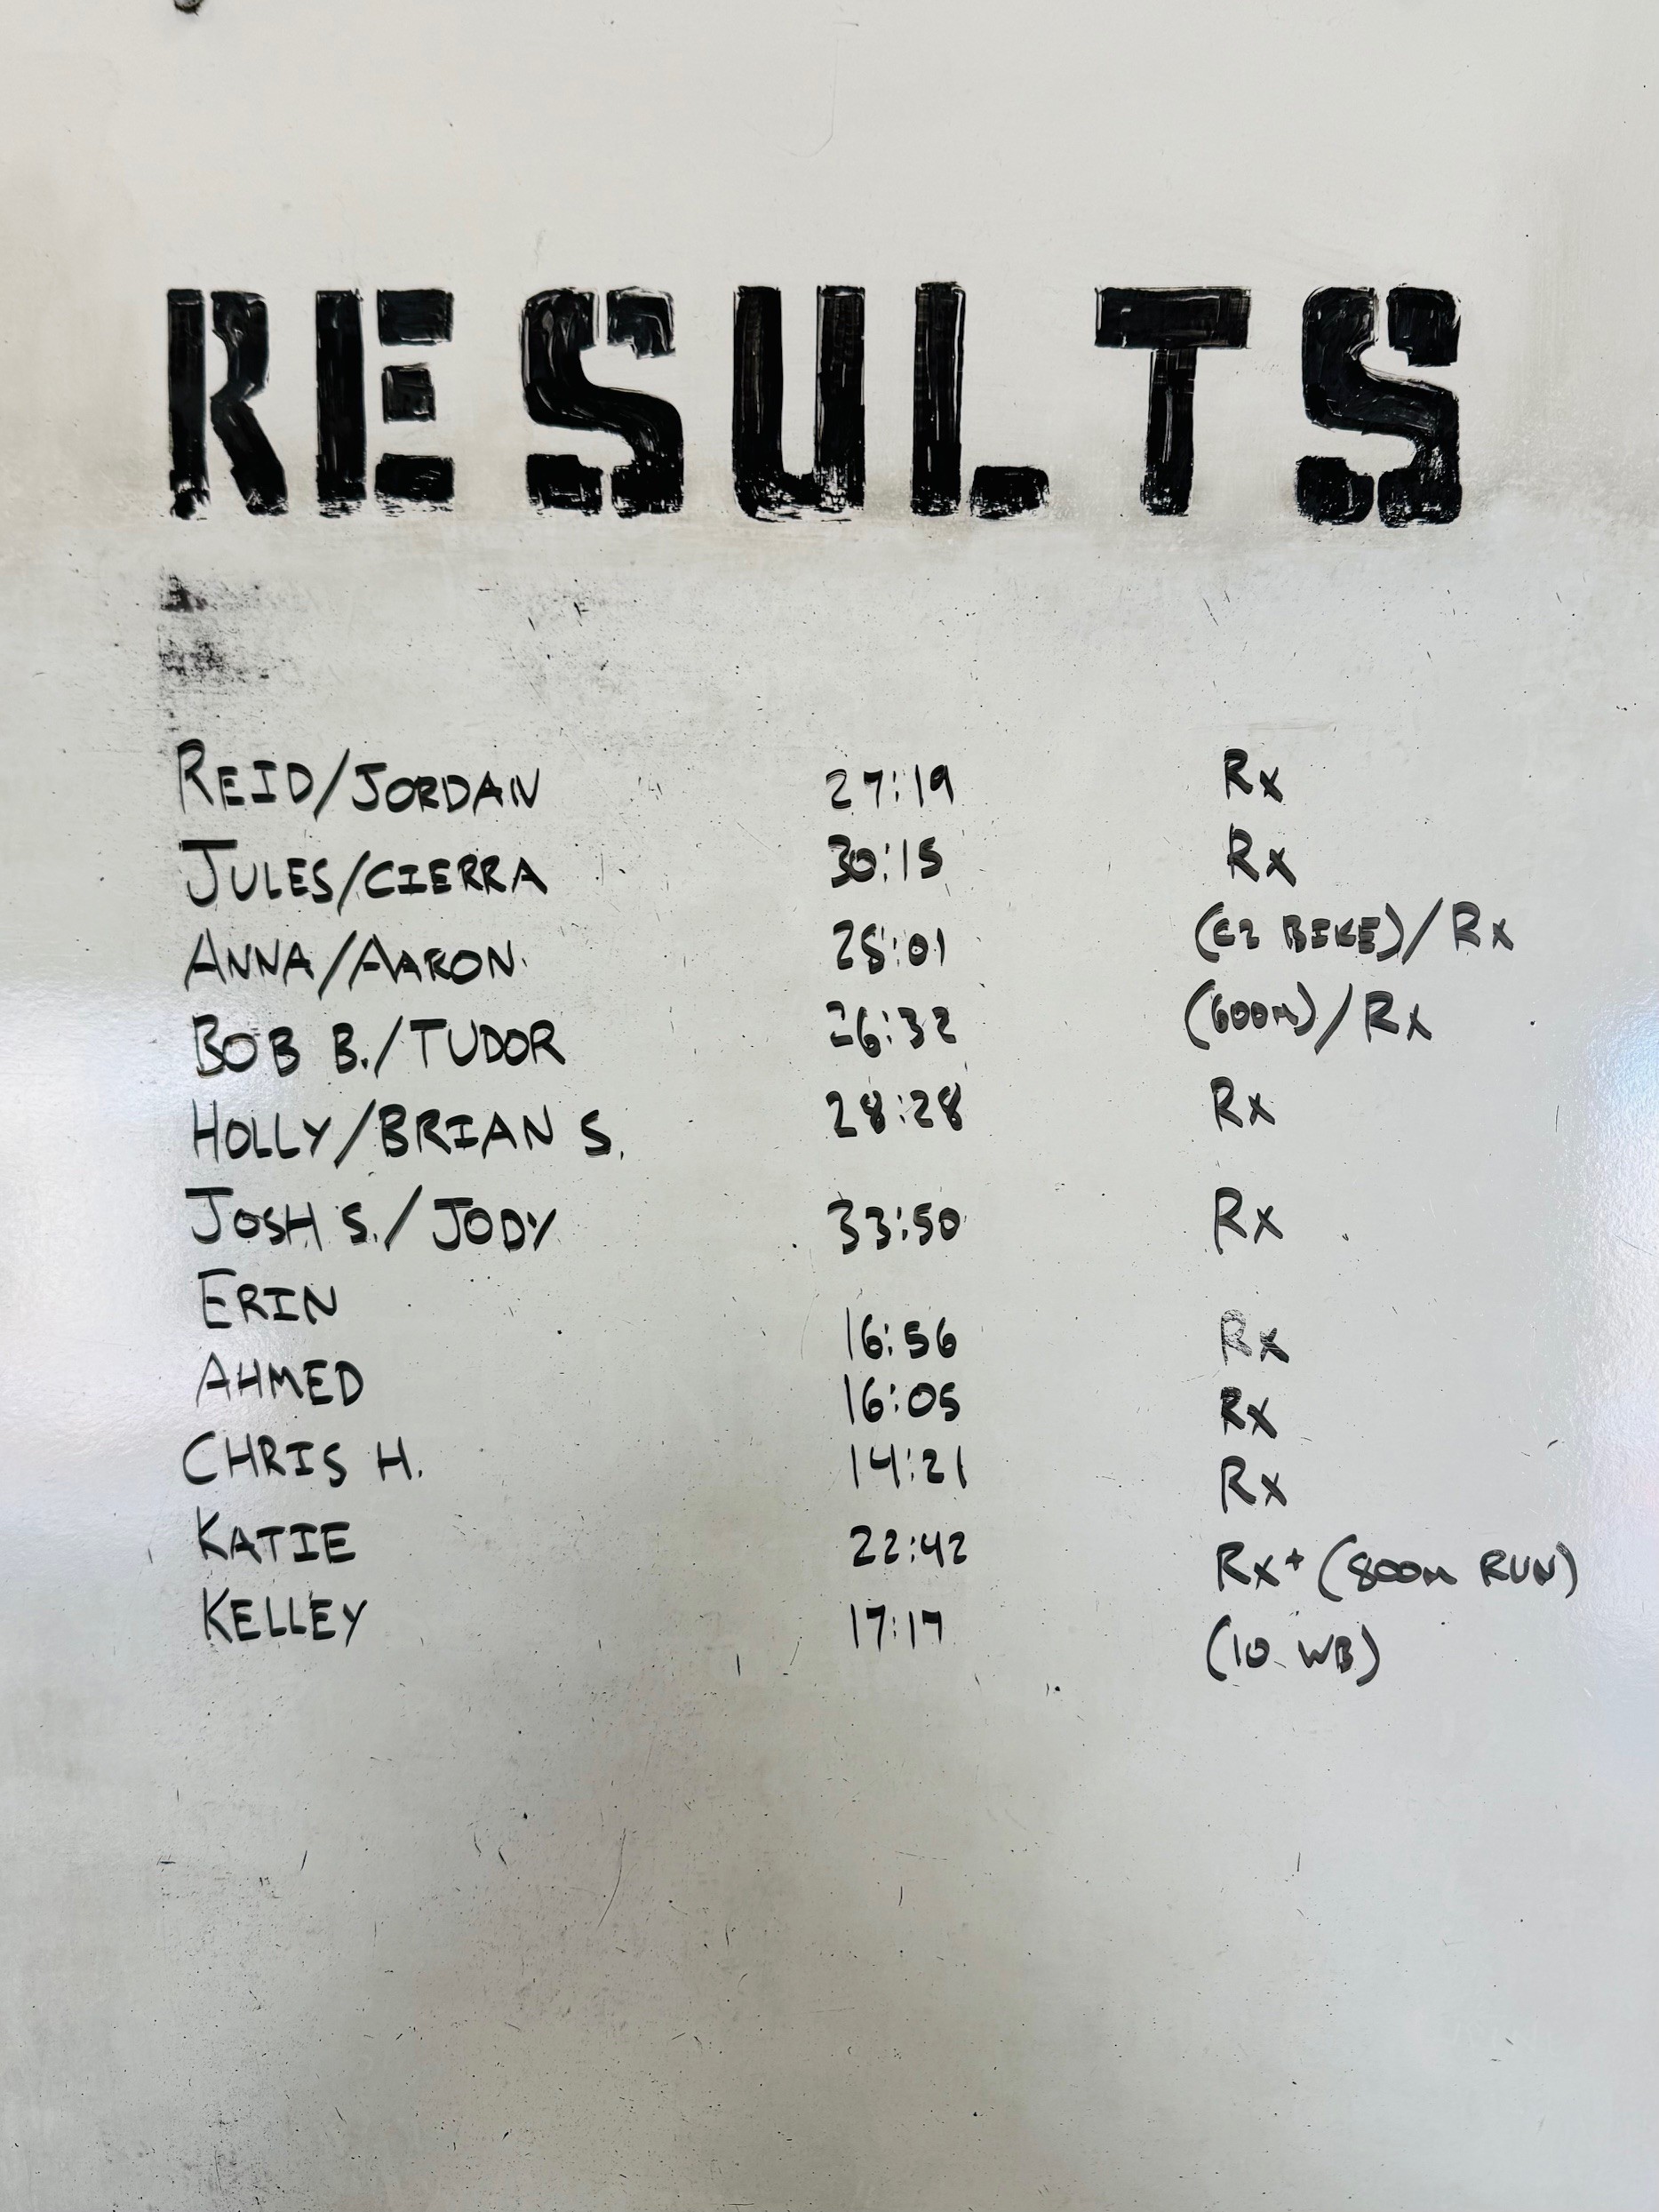 RESULTS
REID/JORDAN 27:19 Rx
JULES/CIERRA 30:15 Rx
ANNA/AARON 25:01 (C2 BIKE)/Rx
BOB B./TUDOR 26:32 (600m)/Rx
HOLLY/BRIAN S. 28:28 Rx
JOSH S./JODY 33:50 Rx
ERIN 16:56 Rx
AHMED 16:05 Rx
CHRIS H. 14:21 Rx
KATIE 22:42 Rx+ (800m RUN)
KELLEY 17:17 (10 WB)